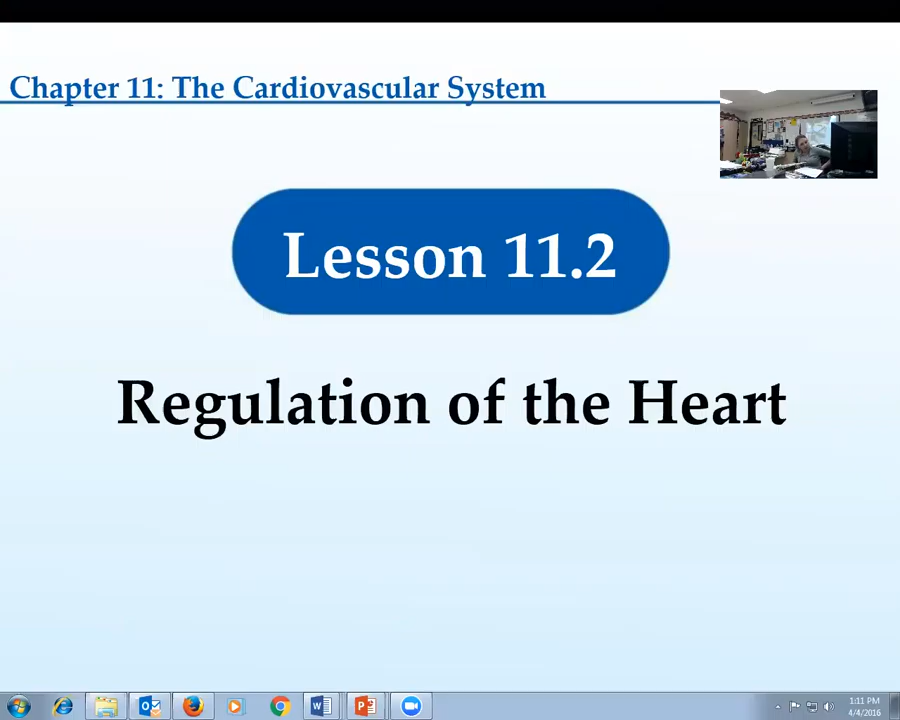 Chapter 11: The Cardiovascular System
Lesson 11.2
Regulation of the Heart
1:11 PM
4/4/2016